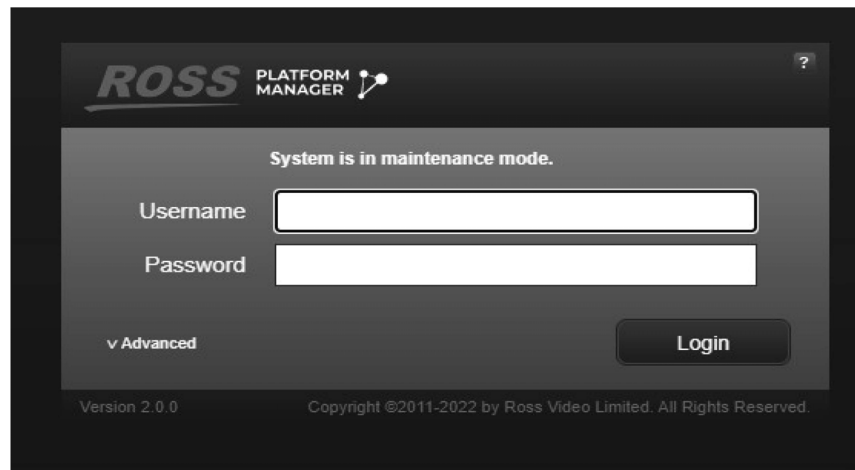 ROSS PLATFORM MANAGER
?
System is in maintenance mode.
Username
Password
v Advanced
Login
Version 2.0.0
Copyright ©2011-2022 by Ross Video Limited. All Rights Reserved.